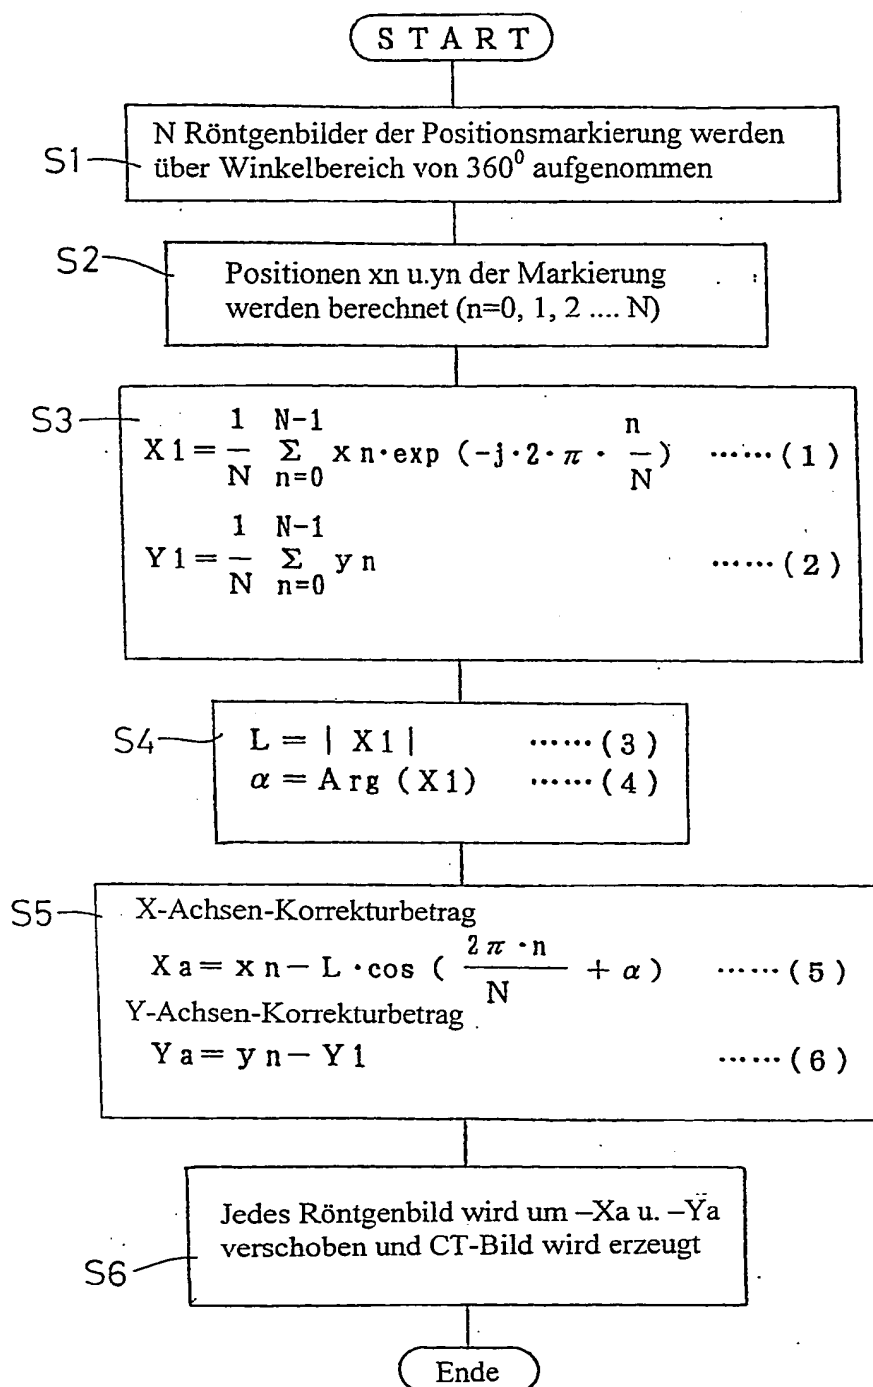 START
S1
N Röntgenbilder der Positionsmarkierung werden
über Winkelbereich von 360⁰ aufgenommen
S2
Positionen xn u.yn der Markierung
werden berechnet (n=0, 1, 2 .... N)
S3
X1=1/N N-1 Σ n=0 xn·exp (-j·2·π·n/N) ······(1)
Y1=1/N N-1 Σ n=0 yn ······(2)
S4
L=|X1| ······(3)
α=Arg (X1) ······(4)
S5
X-Achsen-Korrekturbetrag
Xa=xn-L·cos (2π·n/N +α) ······(5)
Y-Achsen-Korrekturbetrag
Ya=yn-Y1 ······(6)
S6
Jedes Röntgenbild wird um –Xa u. –Ya
verschoben und CT-Bild wird erzeugt
Ende